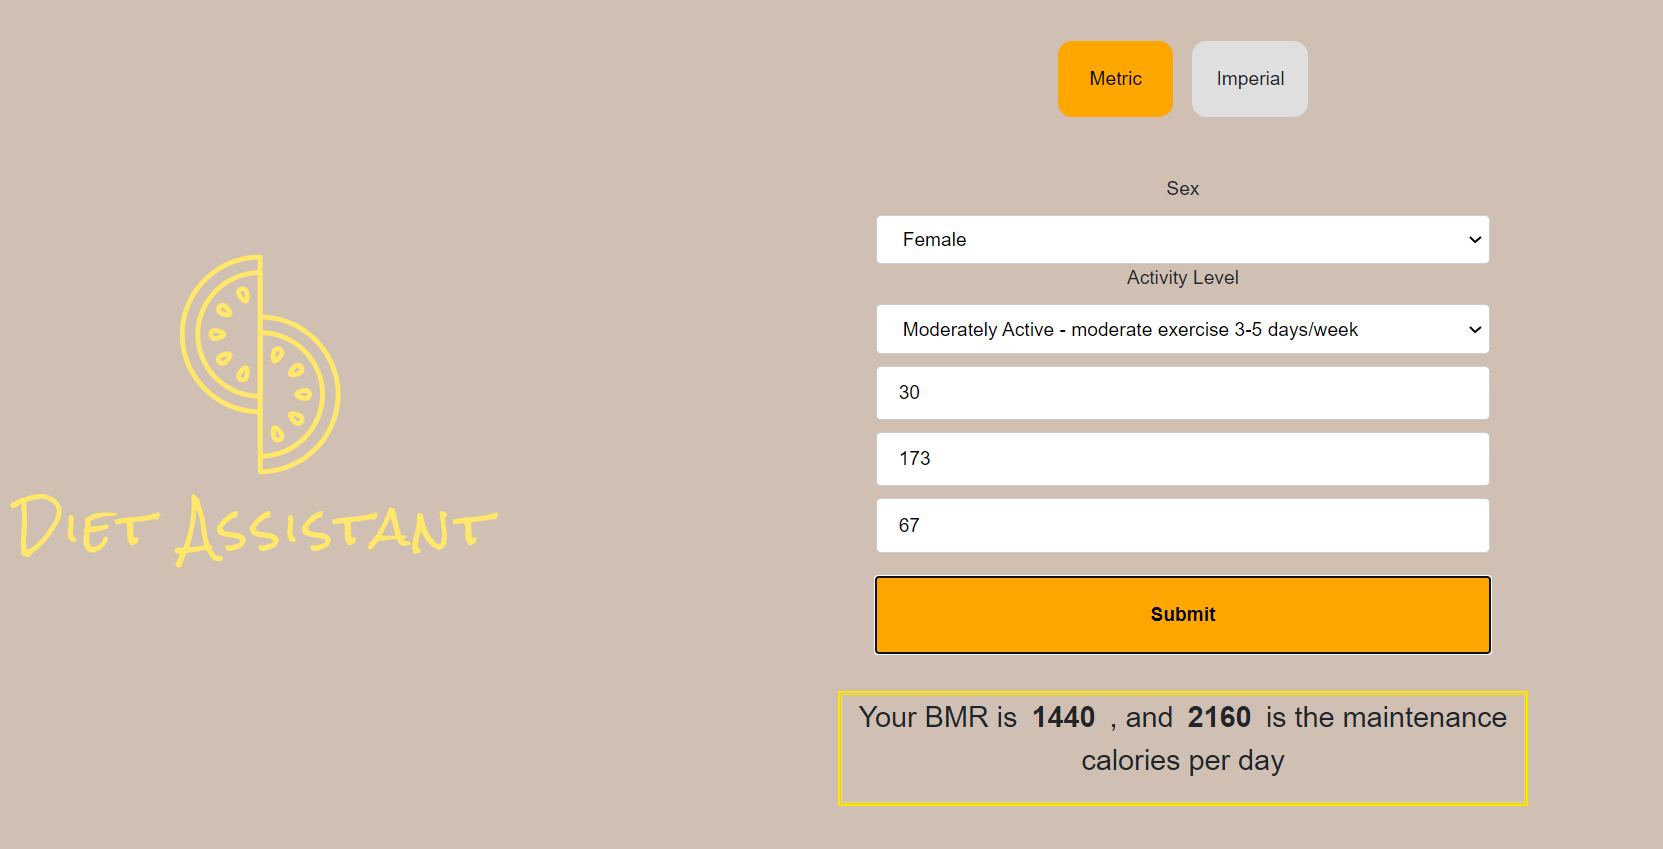 Metric
Imperial
Sex
Female
Activity Level
Moderately Active - moderate exercise 3-5 days/week
30
173
67
Submit
Your BMR is 1440 , and 2160 is the maintenance
calories per day
Diet Assistant